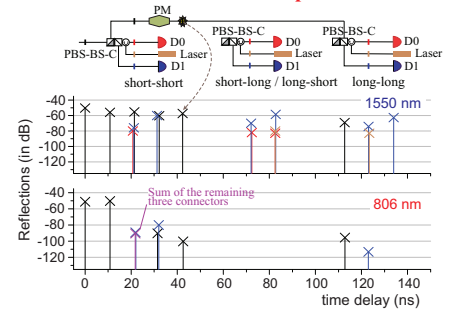 PM
PBS-BS-C
D0
Laser
D1
short-short
PBS-BS-C
D0
Laser
D1
short-long / long-short
PBS-BS-C
D0
Laser
D1
long-long
Reflections (in dB)
-40
-60
-80
-100
-120
1550 nm
-40
-60
-80
-100
-120
Sum of the remaining
three connectors
806 nm
0 20 40 60 80 100 120 140
time delay (ns)